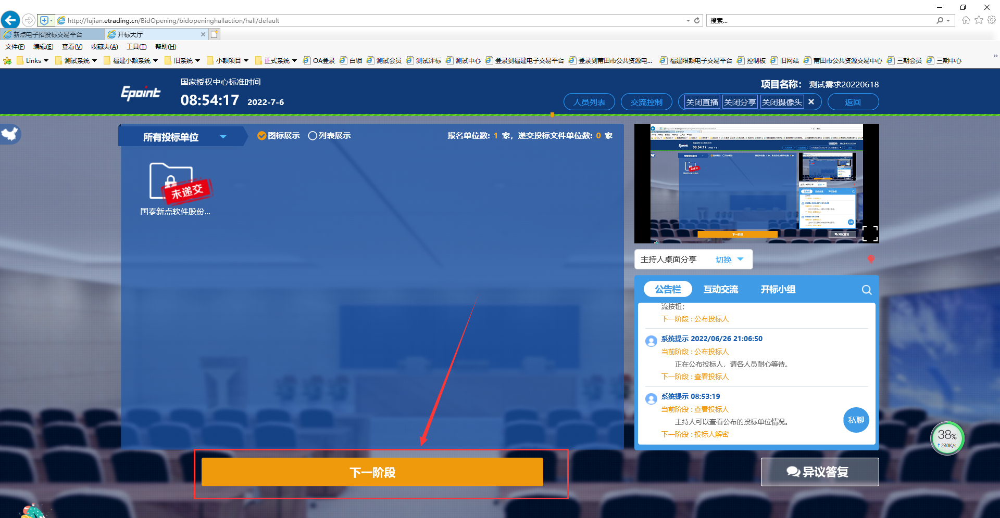 http://fujian.etrading.cn/BidOpening/bidopeninghallaction/hall/default
搜索...
新点电子招投标交易平台
开标大厅
文件(F) 编辑(E) 查看(V) 收藏夹(A) 工具(T) 帮助(H)
Links 测试系统 福建小额系统 旧系统 小额项目 正式系统 OA登录 白锁 测试会员 测试评标 测试中心 登录到福建电子交易平台 登录到莆田市公共资源电... 福建限额电子交易平台 控制板 旧网站 莆田市公共资源交易中心 三期会员 三期中心
Epoint
国家授权中心标准时间
08:54:17 2022-7-6
项目名称： 测试需求20220618
人员列表 交流控制 关闭直播 关闭分享 关闭摄像头 返回
所有投标单位 图标展示 列表展示 报名单位数：1 家，递交投标文件单位数：0 家
未递交
国泰新点软件股份...
主持人桌面分享 切换
公告栏 互动交流 开标小组
流按钮；
下一阶段 : 公布投标人
系统提示 2022/06/26 21:06:50
当前阶段 : 公布投标人
正在公布投标人，请各人员耐心等待。
下一阶段 : 查看投标人
系统提示 08:53:19
当前阶段 : 查看投标人
主持人可以查看公布的投标单位情况。
下一阶段 : 投标人解密
私聊
38%
230K/s
下一阶段
异议答复